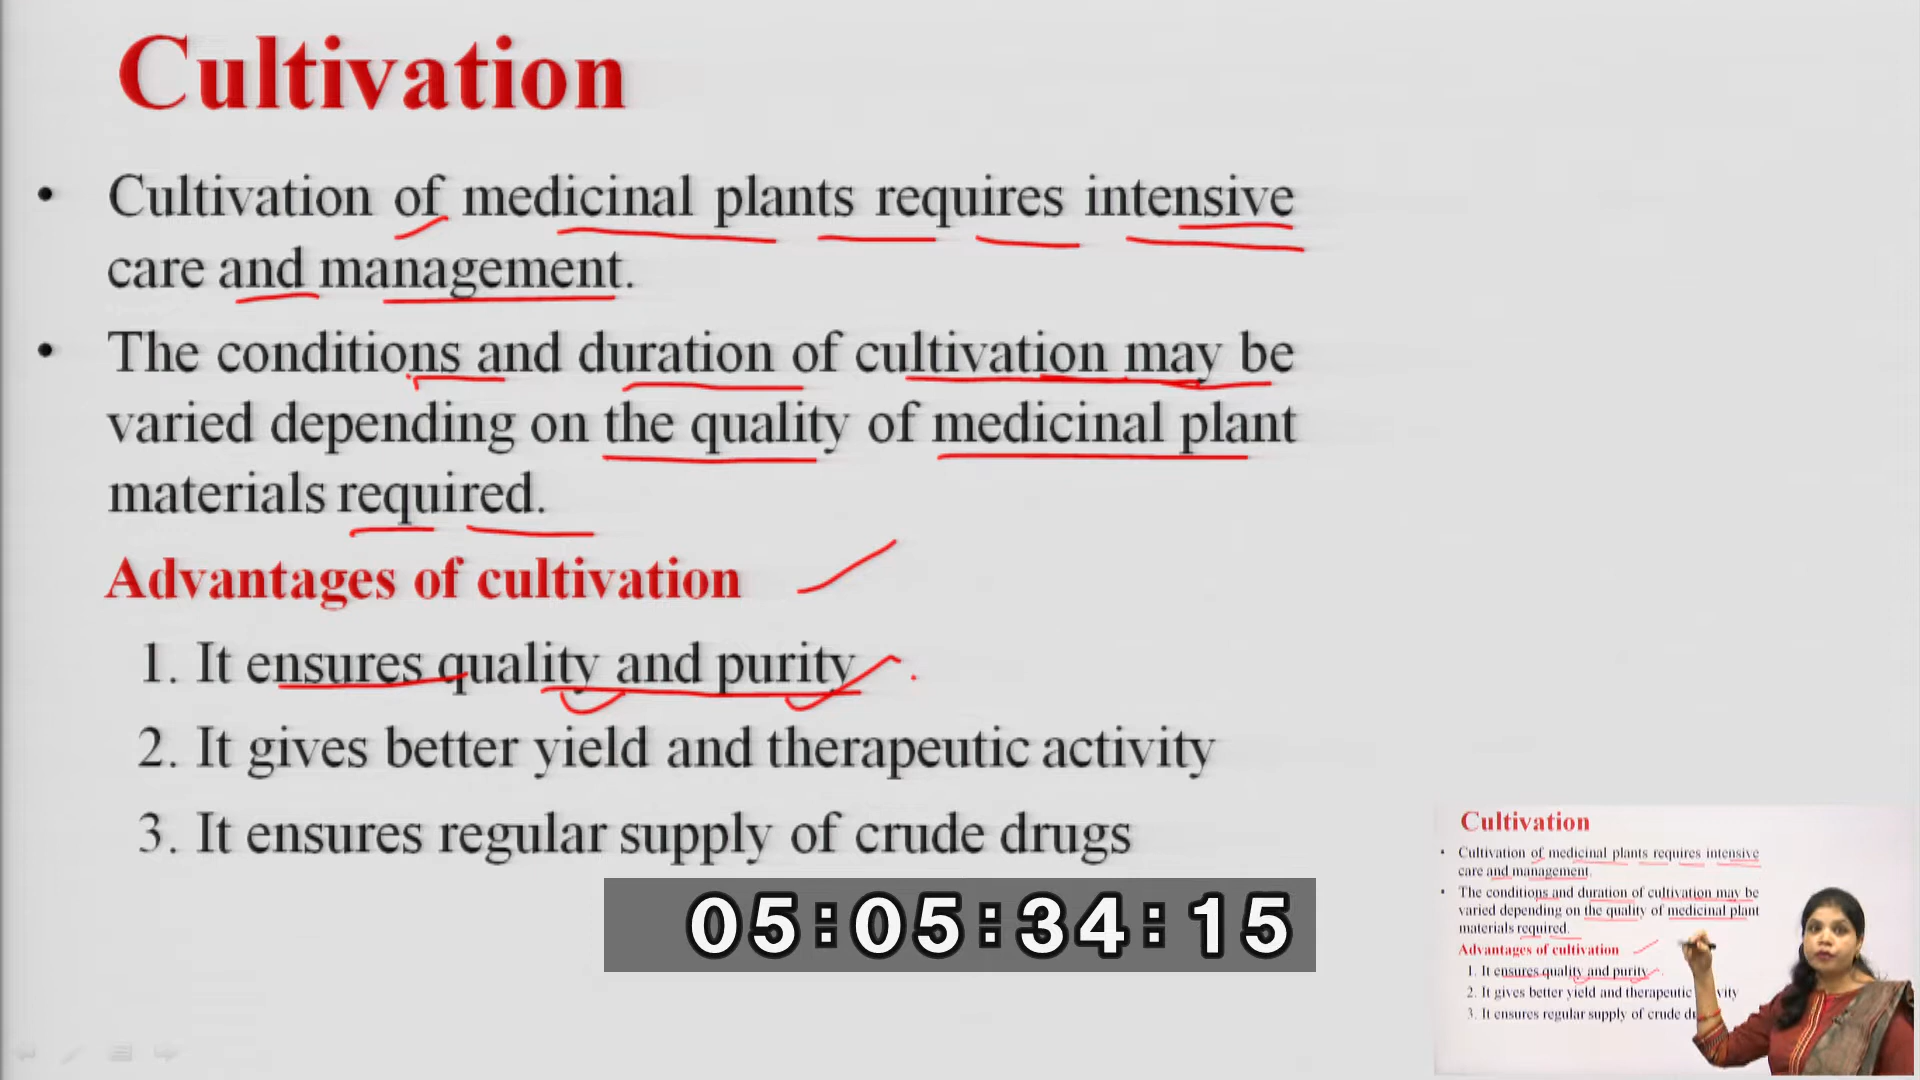 Cultivation
• Cultivation of medicinal plants requires intensive
care and management.
• The conditions and duration of cultivation may be
varied depending on the quality of medicinal plant
materials required.
Advantages of cultivation
1. It ensures quality and purity
2. It gives better yield and therapeutic activity
3. It ensures regular supply of crude drugs
05:05:34:15
Cultivation
• Cultivation of medicinal plants requires intensive
care and management.
• The conditions and duration of cultivation may be
varied depending on the quality of medicinal plant
materials required.
Advantages of cultivation
1. It ensures quality and purity
2. It gives better yield and therapeutic
3. It ensures regular supply of crude